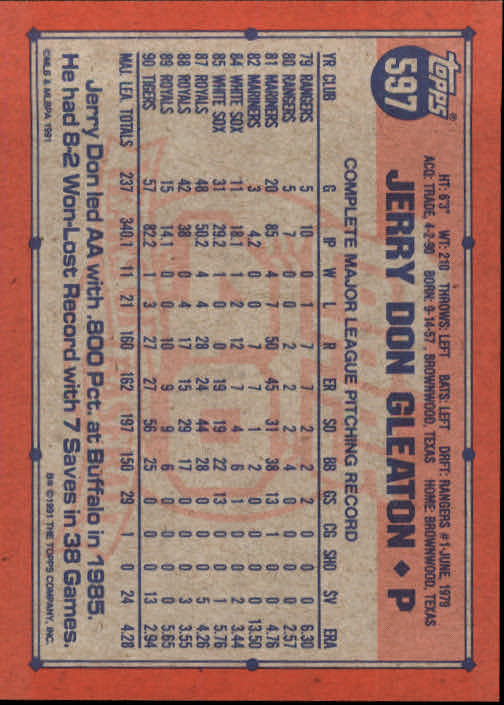 topps®
597
JERRY DON GLEATON ◆ P
HT: 6'3" WT: 210 THROWS: LEFT BATS: LEFT DRFT: RANGERS #1-JUNE, 1979
ACQ: TRADE, 4-2-90 BORN: 9-14-57, BROWNWOOD, TEXAS HOME: BROWNWOOD, TEXAS
COMPLETE MAJOR LEAGUE PITCHING RECORD
YR CLUB G IP W L R ER SO BB GS CG SHO SV ERA
79 RANGERS 5 10 0 1 7 7 2 2 2 0 0 0 6.30
80 RANGERS 5 7 0 0 2 2 2 4 0 0 0 0 2.57
81 MARINERS 20 85 4 7 50 45 31 38 13 1 0 0 4.76
82 MARINERS 3 4.2 0 0 7 7 1 2 0 0 0 0 13.50
84 WHITE SOX 11 18.1 1 2 12 7 4 6 1 0 0 2 3.44
85 WHITE SOX 31 29.2 1 0 19 19 22 13 0 0 0 1 5.76
87 ROYALS 48 50.2 4 4 28 24 44 28 0 0 0 5 4.26
88 ROYALS 42 38 0 4 17 15 29 17 0 0 0 3 3.55
89 ROYALS 15 14.1 0 0 10 9 9 6 0 0 0 0 5.65
90 TIGERS 57 82.2 1 3 27 27 56 25 0 0 0 13 2.94
MAJ. LEA. TOTALS 237 340.1 11 21 180 162 197 150 29 1 0 24 4.28
Jerry Don led AA with .800 Pct. at Buffalo in 1985.
He had 8-2 Won-Lost Record with 7 Saves in 38 Games.
©MLB & MLBPA 1991
B® ©1991 THE TOPPS COMPANY, INC.